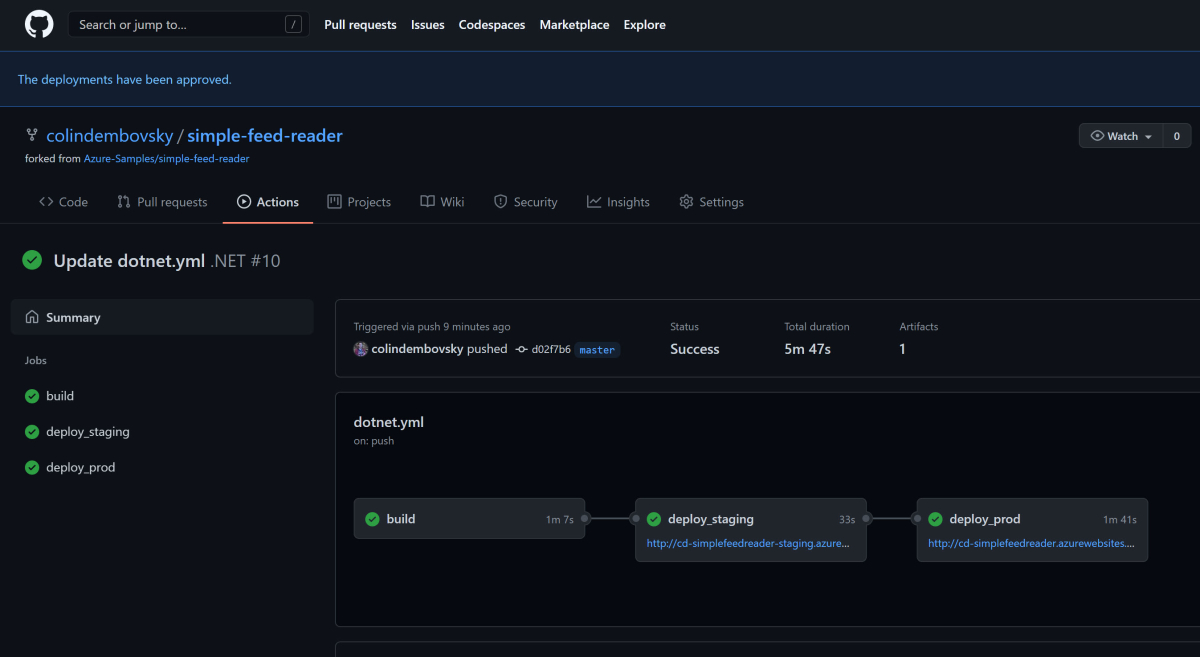 Search or jump to... /
Pull requests Issues Codespaces Marketplace Explore
The deployments have been approved.
colindembovsky / simple-feed-reader
Watch 0
forked from Azure-Samples/simple-feed-reader
Code Pull requests Actions Projects Wiki Security Insights Settings
Update dotnet.yml .NET #10
Summary
Jobs
build
deploy_staging
deploy_prod
Triggered via push 9 minutes ago
colindembovsky pushed d02f7b6 master
Status
Success
Total duration
5m 47s
Artifacts
1
dotnet.yml
on: push
build 1m 7s
deploy_staging 33s
http://cd-simplefeedreader-staging.azure...
deploy_prod 1m 41s
http://cd-simplefeedreader.azurewebsites....